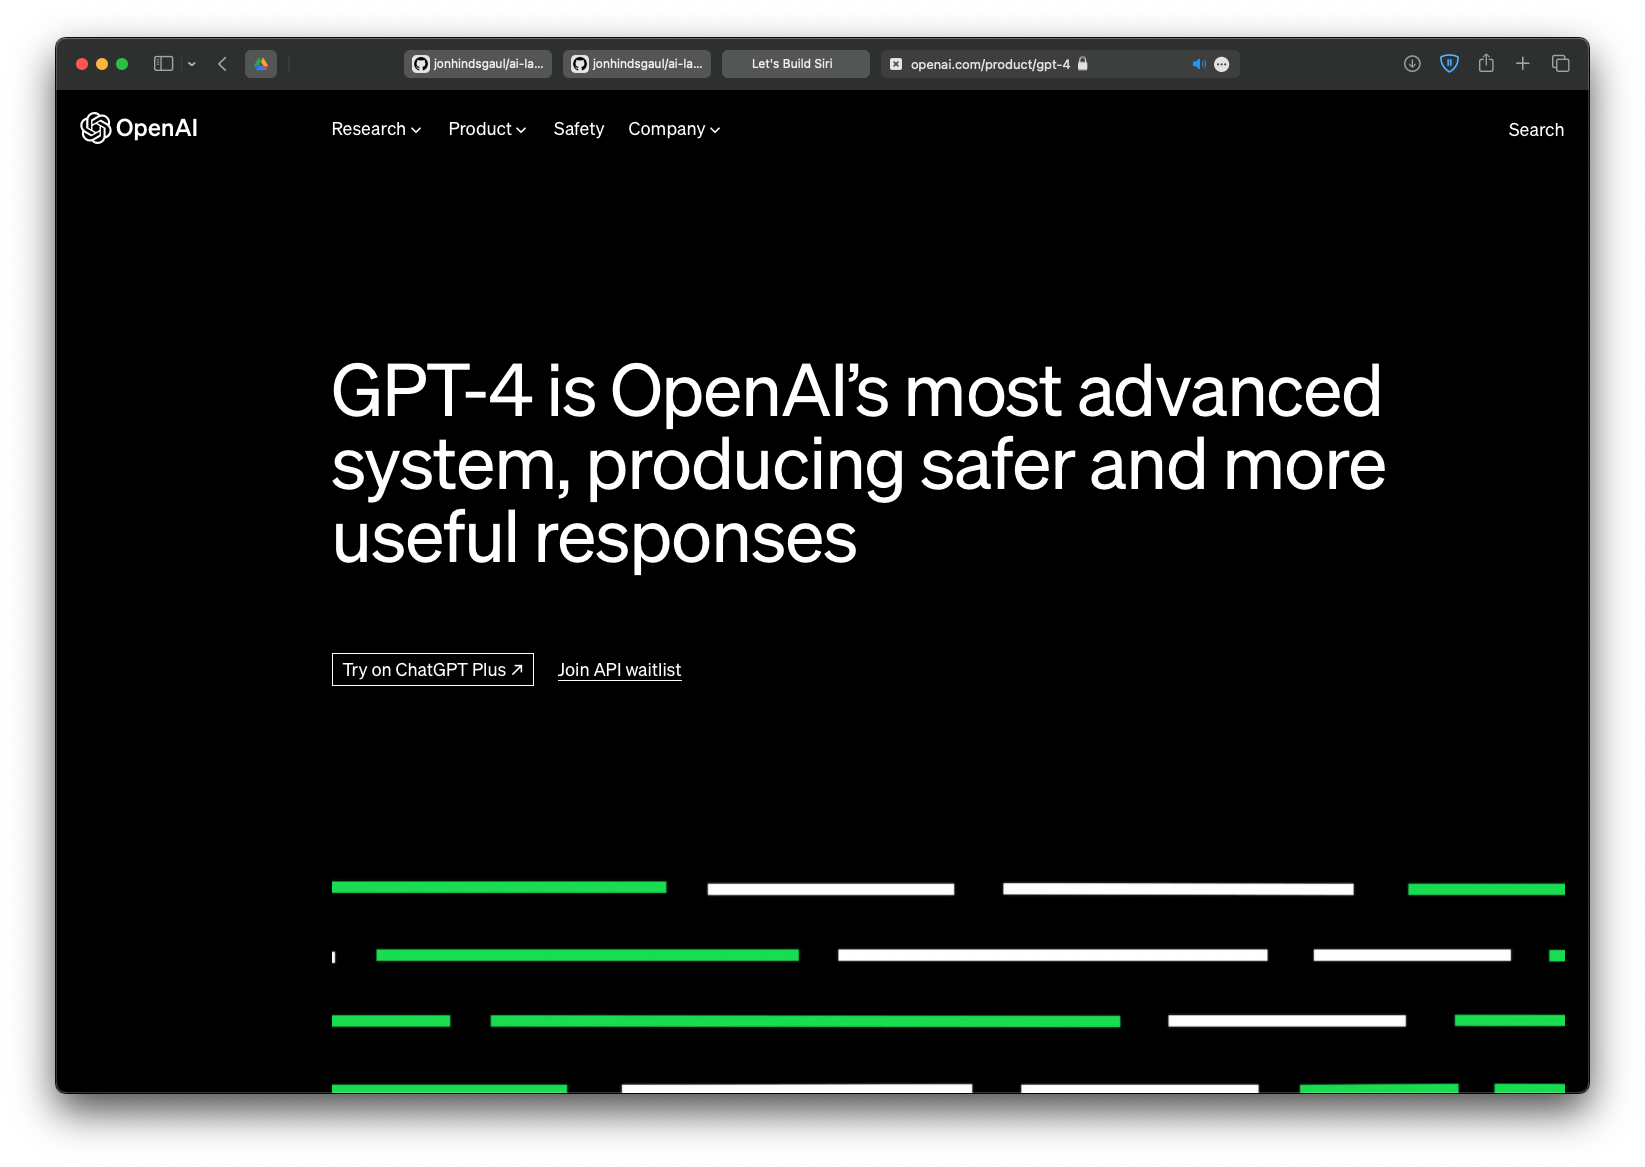 jonhindsgaul/ai-la...
jonhindsgaul/ai-la...
Let's Build Siri
openai.com/product/gpt-4
OpenAI
Research
Product
Safety
Company
Search
GPT-4 is OpenAI’s most advanced
system, producing safer and more
useful responses
Try on ChatGPT Plus ↗
Join API waitlist